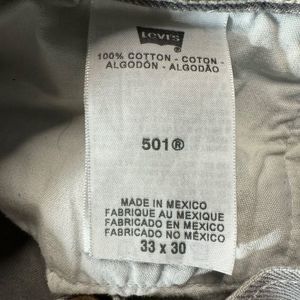 Levi's
100% COTTON - COTON -
ALGODÓN - ALGODÃO
501®
MADE IN MEXICO
FABRIQUE AU MEXIQUE
FABRICADO EN MEXICO
FABRICADO NO MÉXICO
33 x 30